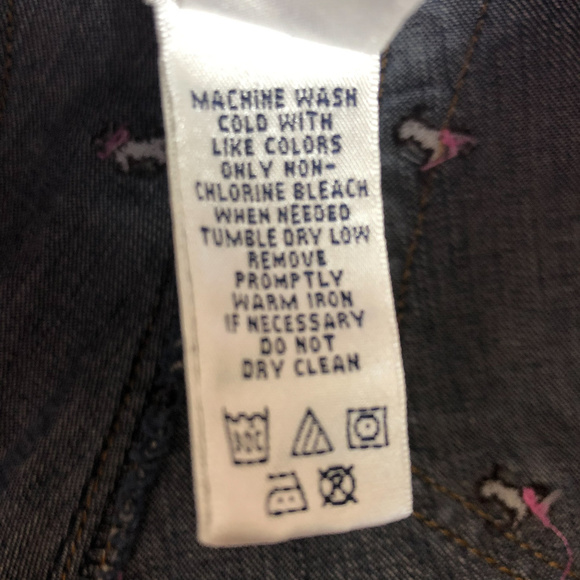 MACHINE WASH
COLD WITH
LIKE COLORS
ONLY NON-
CHLORINE BLEACH
WHEN NEEDED
TUMBLE DRY LOW
REMOVE
PROMPTLY
WARM IRON
IF NECESSARY
DO NOT
DRY CLEAN